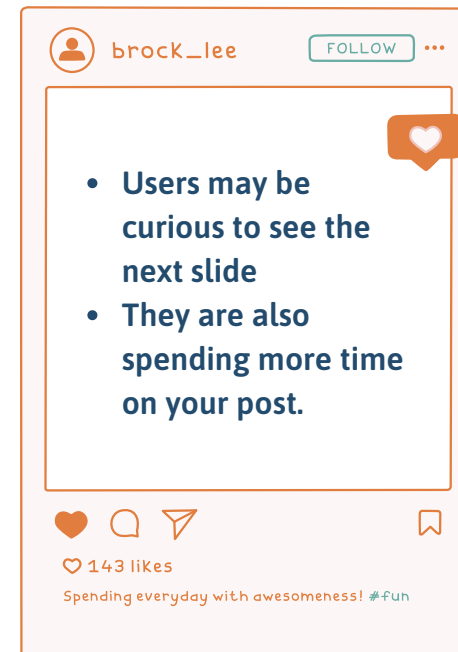 brock_lee FOLLOW
• Users may be
curious to see the
next slide
• They are also
spending more time
on your post.
143 likes
Spending everyday with awesomeness! #fun